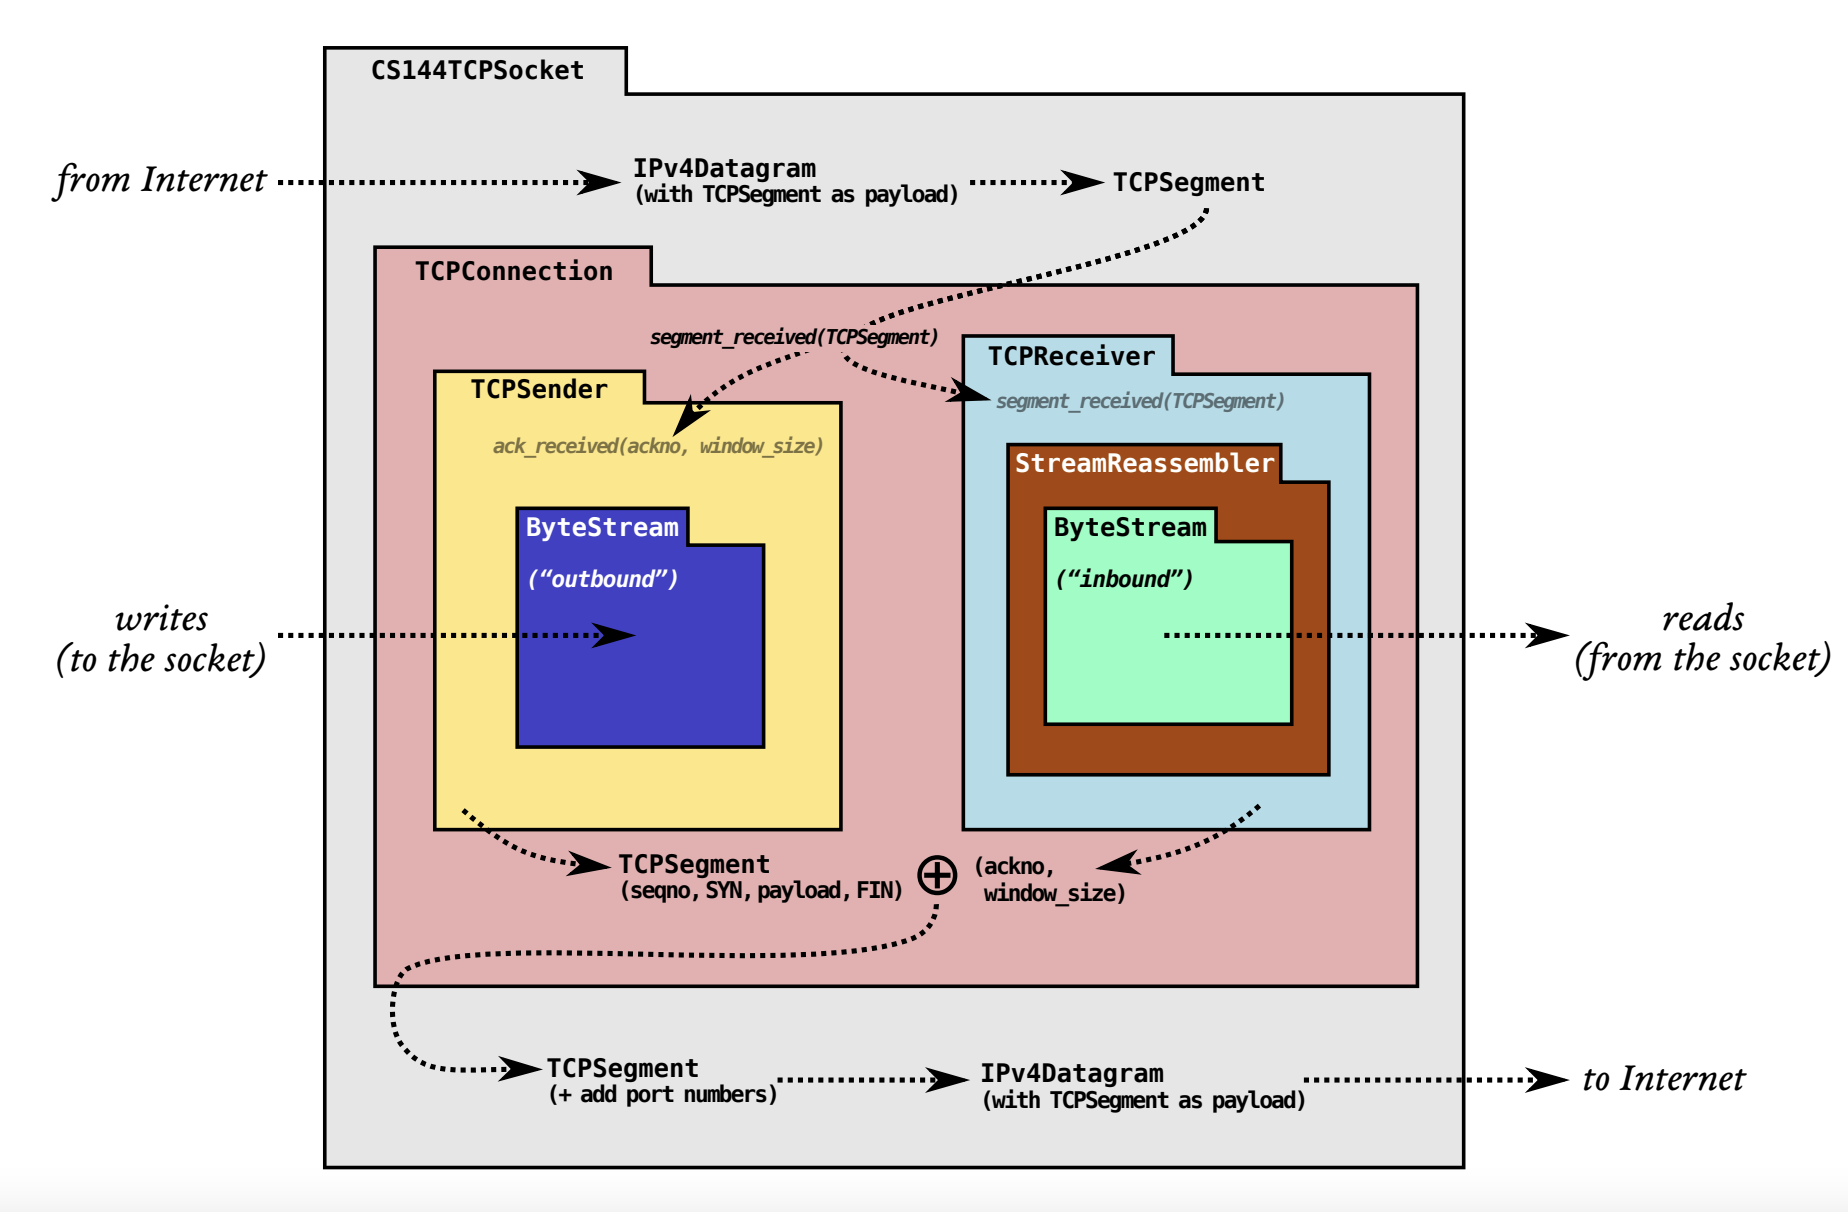 CS144TCPSocket
from Internet
IPv4Datagram
(with TCPSegment as payload)
TCPSegment
TCPConnection
segment_received(TCPSegment)
TCPSender
ack_received(ackno, window_size)
ByteStream
(“outbound”)
writes
(to the socket)
TCPReceiver
segment_received(TCPSegment)
StreamReassembler
ByteStream
(“inbound”)
reads
(from the socket)
TCPSegment
(seqno, SYN, payload, FIN)
(ackno,
window_size)
TCPSegment
(+ add port numbers)
IPv4Datagram
(with TCPSegment as payload)
to Internet